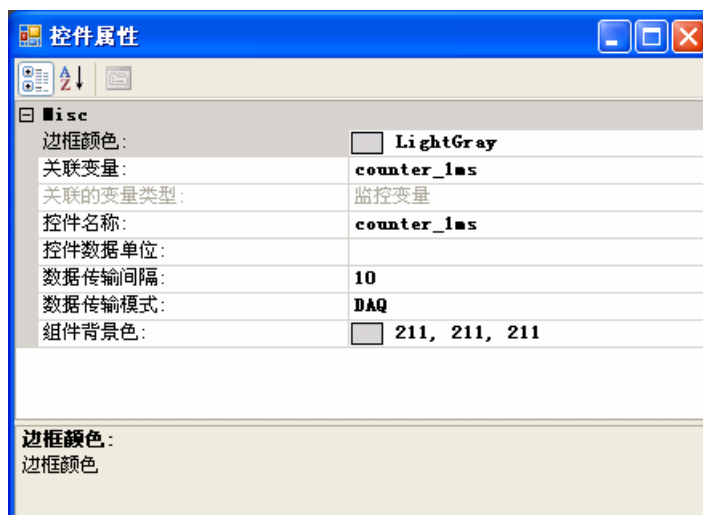 控件属性
Misc
边框颜色: LightGray
关联变量: counter_1ms
关联的变量类型: 监控变量
控件名称: counter_1ms
控件数据单位:
数据传输间隔: 10
数据传输模式: DAQ
组件背景色: 211, 211, 211
边框颜色:
边框颜色